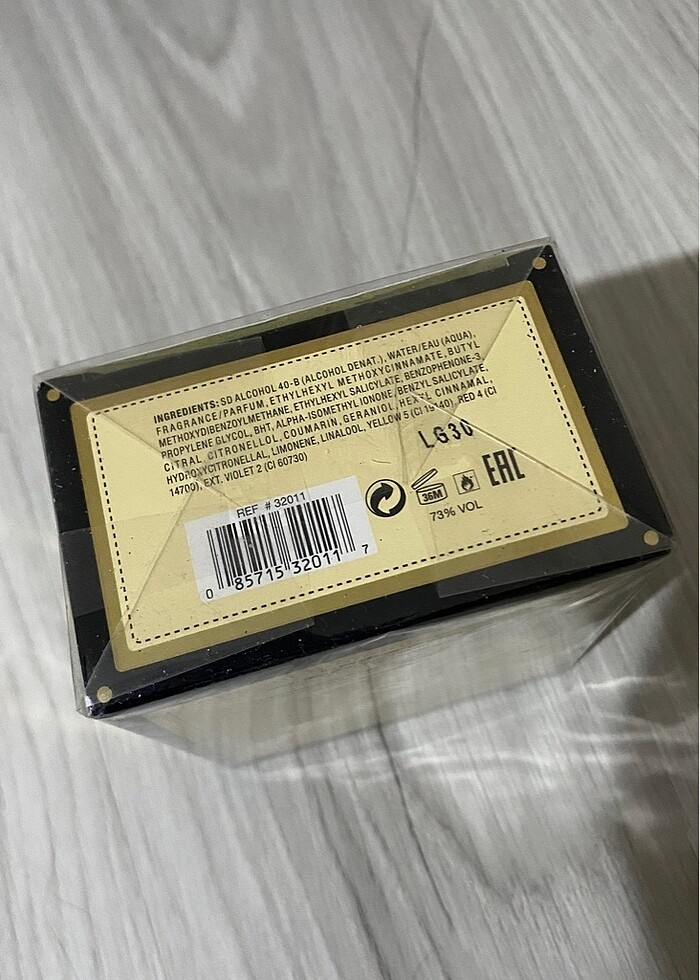 INGREDIENTS: SD ALCOHOL 40-B (ALCOHOL DENAT.), WATER/EAU (AQUA),
FRAGRANCE/PARFUM, ETHYLHEXYL METHOXYCINNAMATE, BUTYL
METHOXYDIBENZOYLMETHANE, ETHYLHEXYL SALICYLATE, BENZOPHENONE-3,
PROPYLENE GLYCOL, BHT, ALPHA-ISOMETHYL IONONE, BENZYL SALICYLATE,
CITRAL, CITRONELLOL, COUMARIN, GERANIOL, HEXYL CINNAMAL,
HYDROXYCITRONELLAL, LIMONENE, LINALOOL, YELLOW 5 (CI 19140), RED 4 (CI
14700), EXT. VIOLET 2 (CI 60730)
LG30
REF # 32011
36M
EAC
73% VOL
0 85715 32011 7